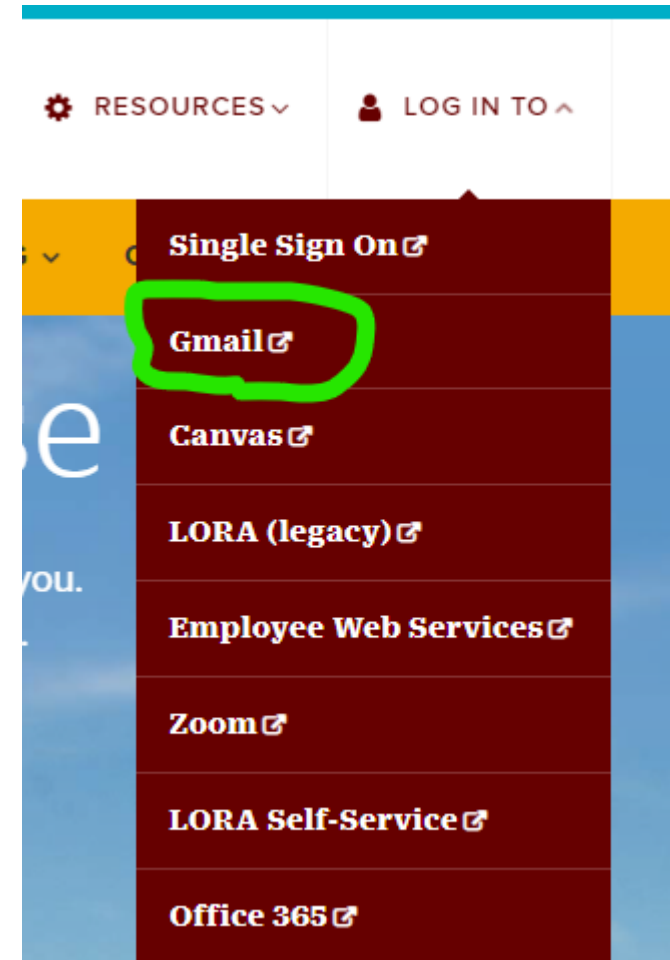 RESOURCES
LOG IN TO
Single Sign On
Gmail
Canvas
you.
LORA (legacy)
Employee Web Services
Zoom
LORA Self-Service
Office 365